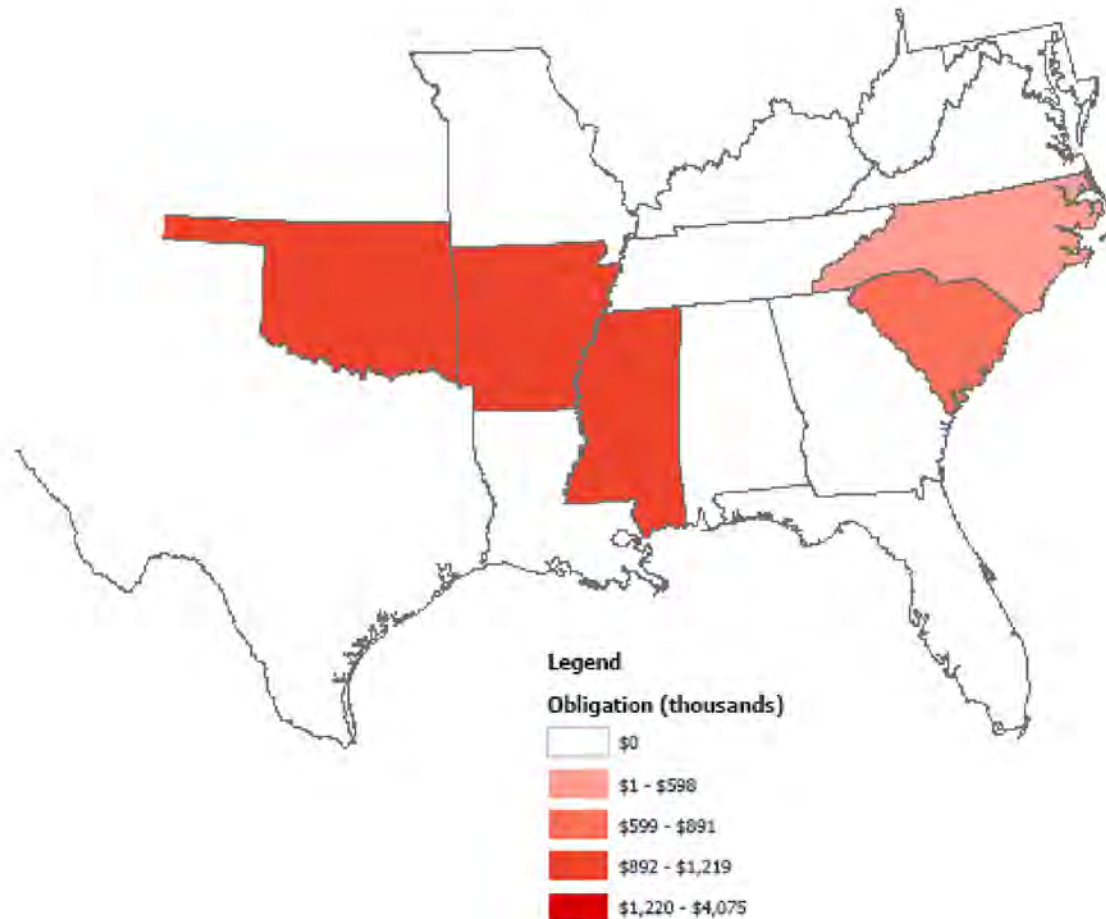 Legend
Obligation (thousands)
$0
$1 - $598
$599 - $891
$892 - $1,219
$1,220 - $4,075